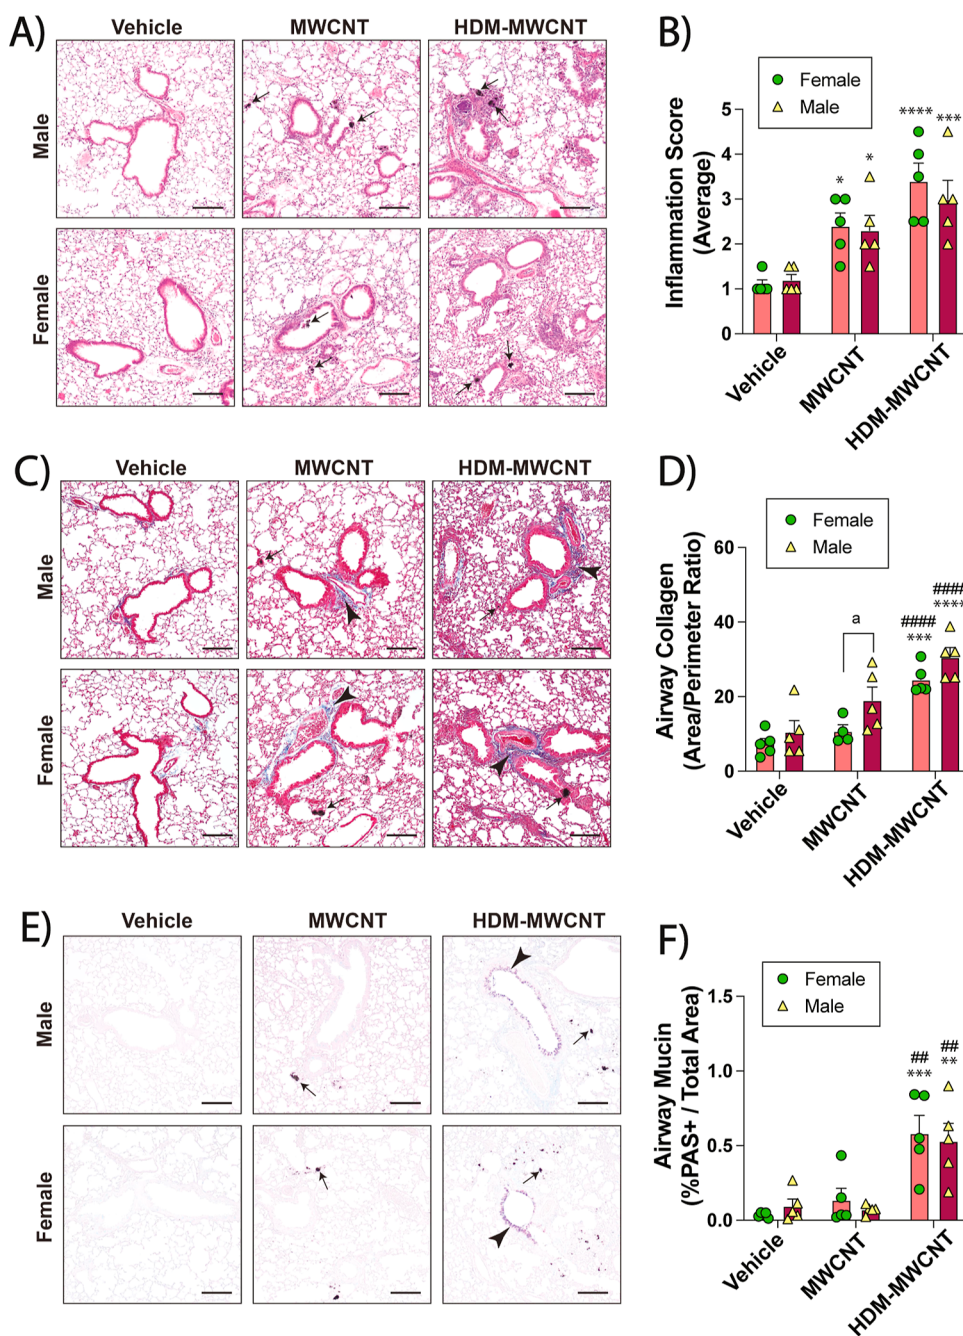 A)
Vehicle
MWCNT
HDM-MWCNT
Male
Female
B)
Female
Male
Inflammation Score
(Average)
5
4
3
2
1
0
*
*
****
***
Vehicle
MWCNT
HDM-MWCNT
C)
Vehicle
MWCNT
HDM-MWCNT
Male
Female
D)
Female
Male
Airway Collagen
(Area/Perimeter Ratio)
60
40
20
0
a
####
***
####
****
Vehicle
MWCNT
HDM-MWCNT
E)
Vehicle
MWCNT
HDM-MWCNT
Male
Female
F)
Female
Male
Airway Mucin
(%PAS+ / Total Area)
1.5
1.0
0.5
0.0
##
***
##
**
Vehicle
MWCNT
HDM-MWCNT